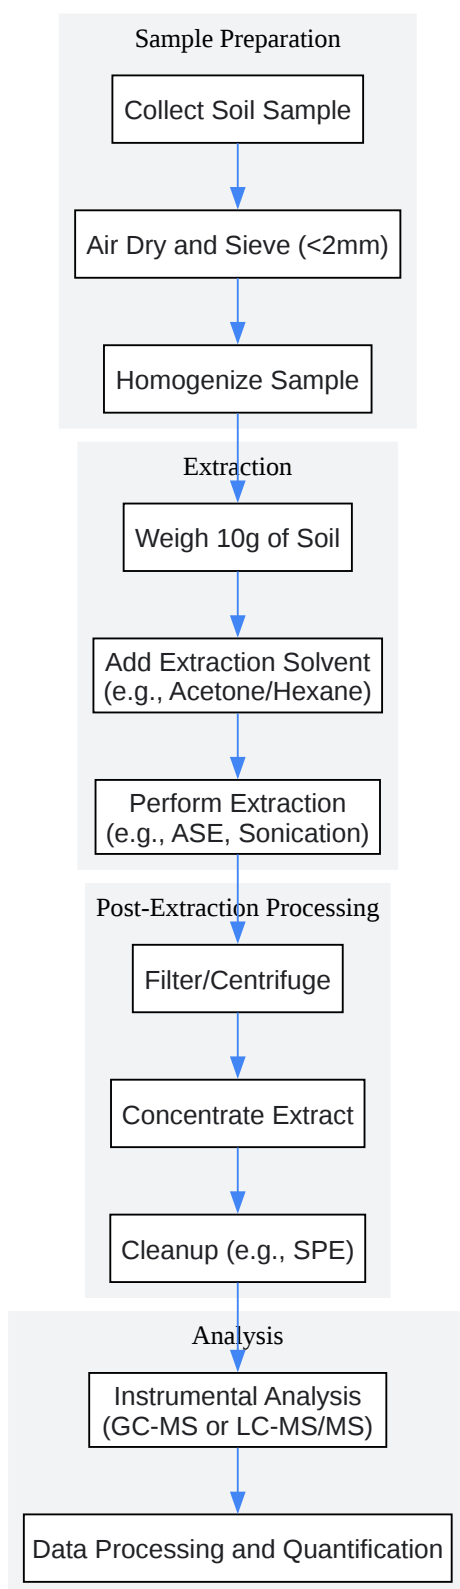 Sample Preparation
Collect Soil Sample
Air Dry and Sieve (<2mm)
Homogenize Sample
Extraction
Weigh 10g of Soil
Add Extraction Solvent
(e.g., Acetone/Hexane)
Perform Extraction
(e.g., ASE, Sonication)
Post-Extraction Processing
Filter/Centrifuge
Concentrate Extract
Cleanup (e.g., SPE)
Analysis
Instrumental Analysis
(GC-MS or LC-MS/MS)
Data Processing and Quantification